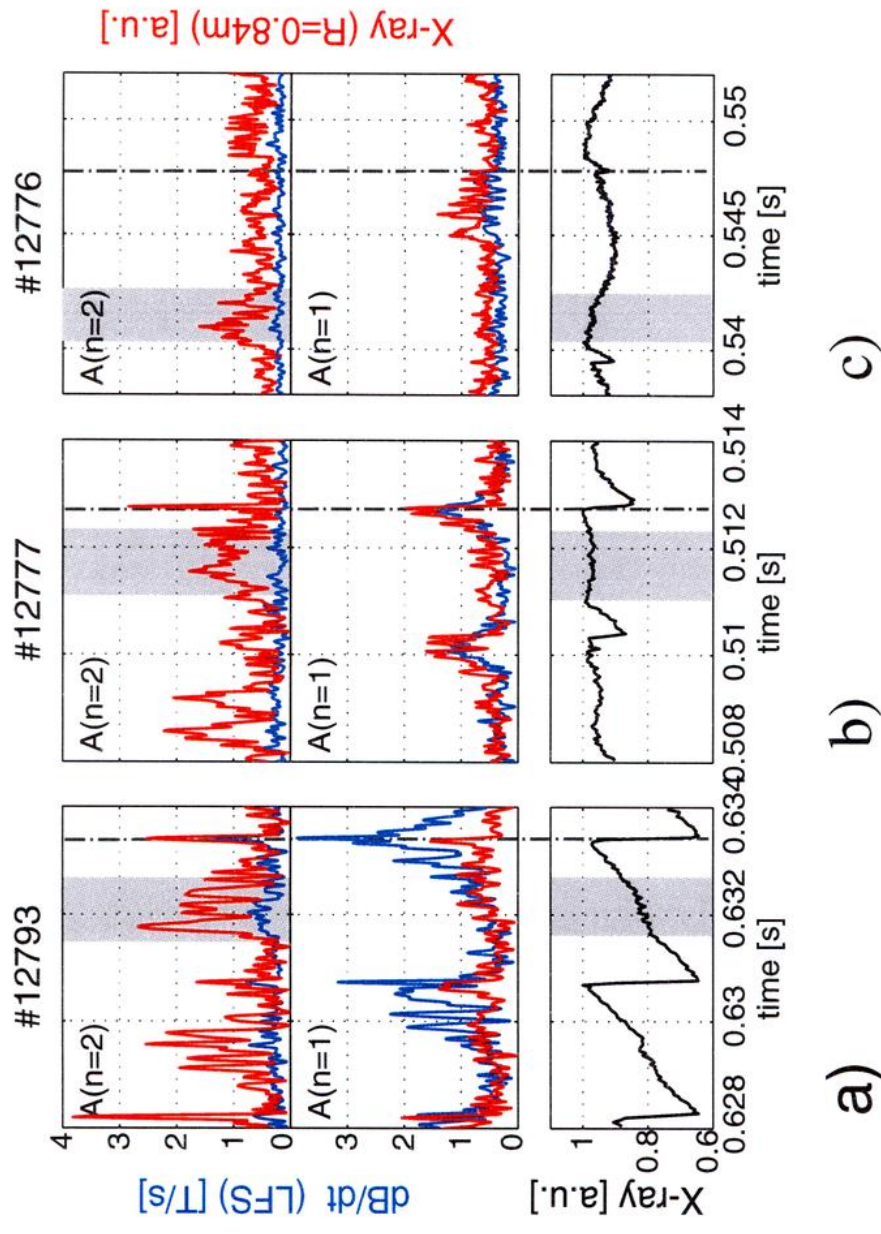 #12793
#12777
#12776
dB/dt (LFS) [T/s]
X-ray (R=0.84m) [a.u.]
4
3
2
1
0
A(n=2)
A(n=2)
A(n=2)
3
2
1
0
A(n=1)
A(n=1)
A(n=1)
X-ray [a.u.]
1
0.8
0.6
0.628 0.63 0.632 0.634
0.508 0.51 0.512 0.514
0.54 0.545 0.55
time [s]
time [s]
time [s]
a)
b)
c)